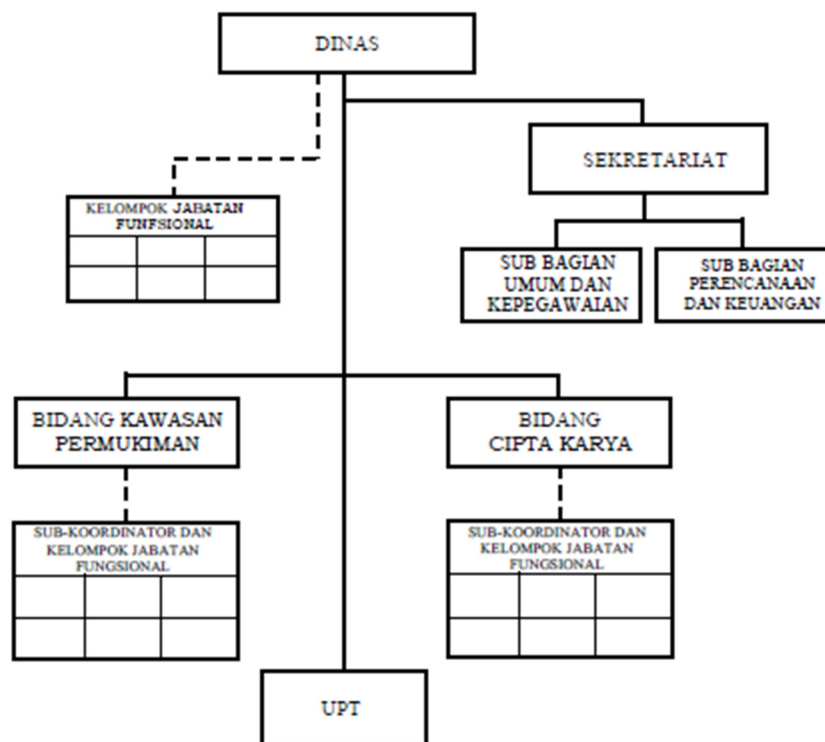 DINAS
SEKRETARIAT
KELOMPOK JABATAN
FUNFSIONAL
SUB BAGIAN
UMUM DAN
KEPEGAWAIAN
SUB BAGIAN
PERENCANAAN
DAN KEUANGAN
BIDANG KAWASAN
PERMUKIMAN
BIDANG
CIPTA KARYA
SUB-KOORDINATOR DAN
KELOMPOK JABATAN
FUNGSIONAL
SUB-KOORDINATOR DAN
KELOMPOK JABATAN
FUNGSIONAL
UPT